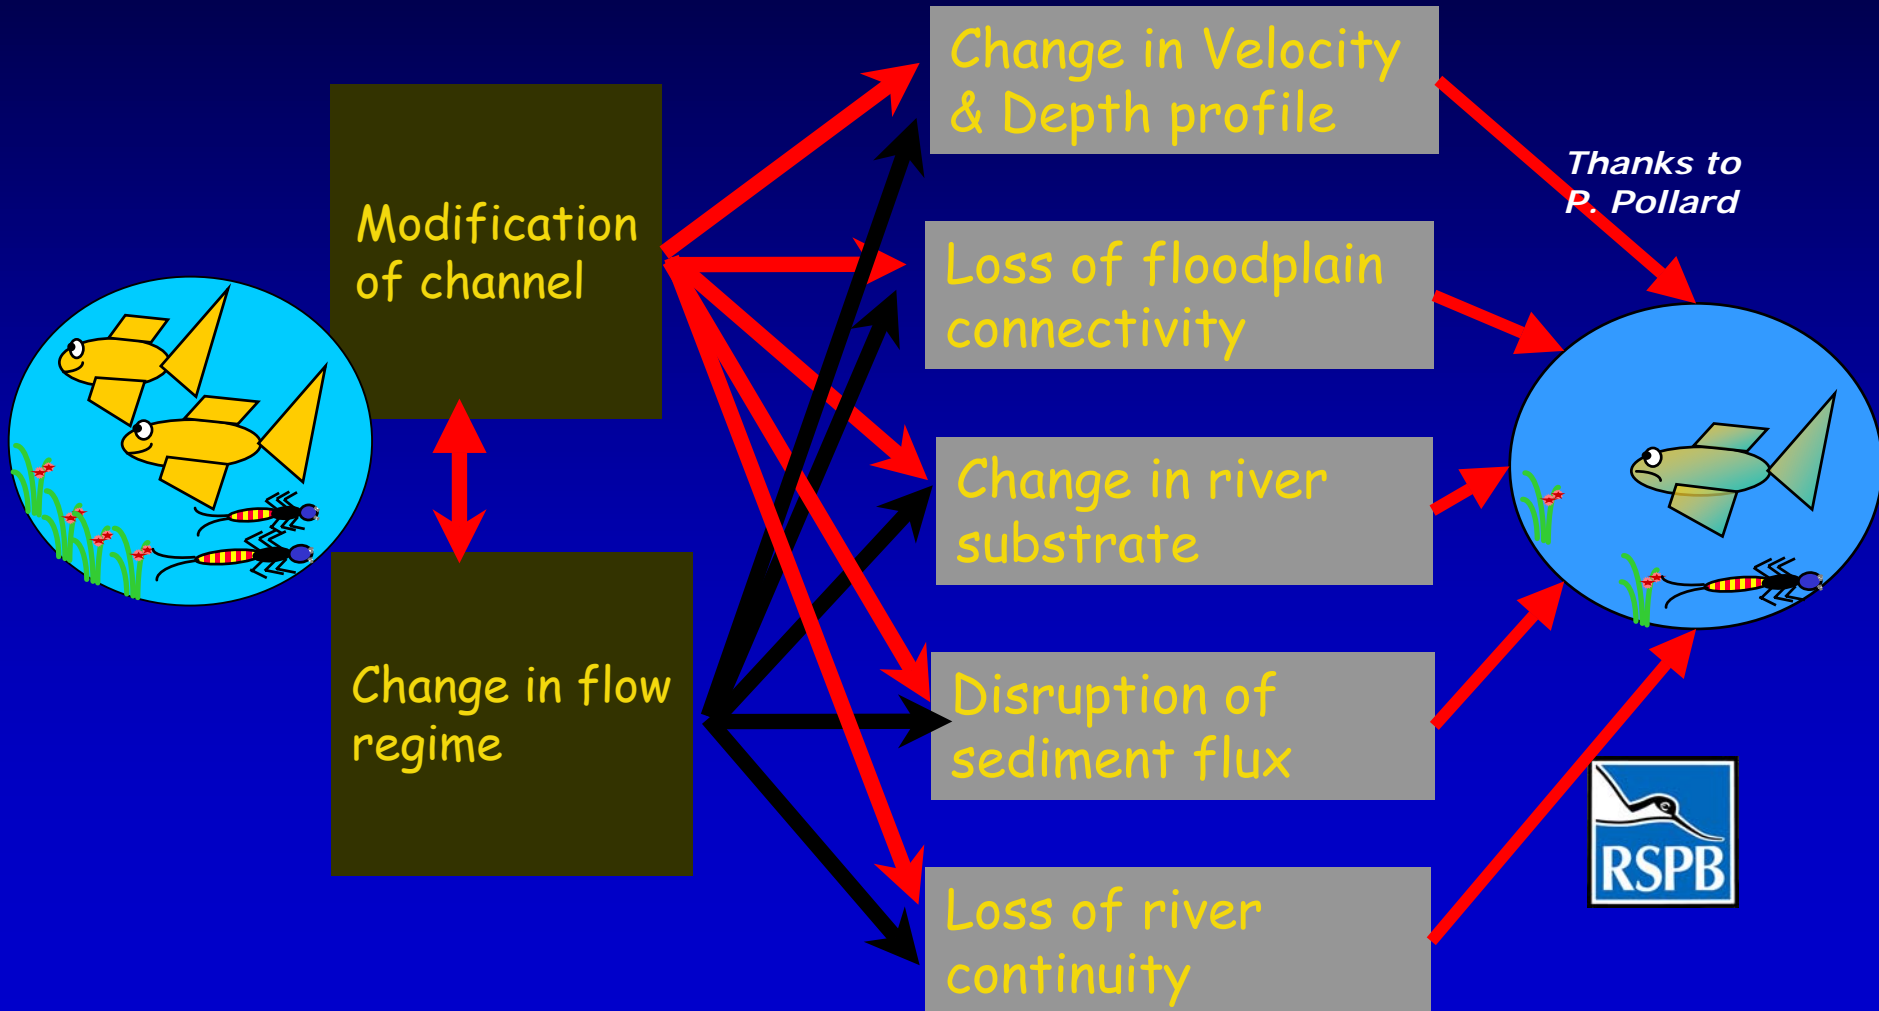 Modification
of channel
Change in flow
regime
Change in Velocity
& Depth profile
Loss of floodplain
connectivity
Change in river
substrate
Disruption of
sediment flux
Loss of river
continuity
Thanks to
P. Pollard
RSPB